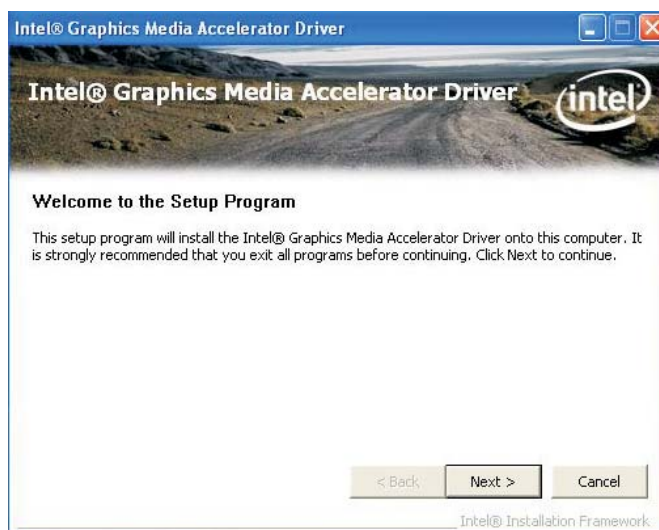 Intel® Graphics Media Accelerator Driver
Intel® Graphics Media Accelerator Driver
intel
Welcome to the Setup Program
This setup program will install the Intel® Graphics Media Accelerator Driver onto this computer. It
is strongly recommended that you exit all programs before continuing. Click Next to continue.
< Back Next > Cancel
Intel® Installation Framework